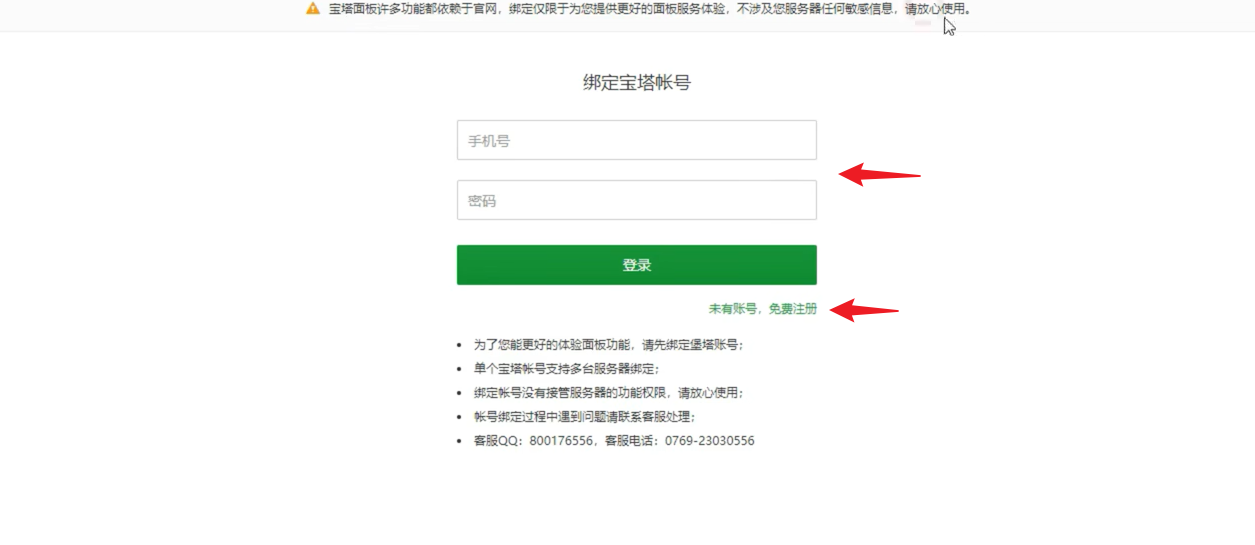 宝塔面板许多功能都依赖于官网，绑定仅限于为您提供更好的面板服务体验，不涉及您服务器任何敏感信息，请放心使用。
绑定宝塔帐号
手机号
密码
登录
未有账号，免费注册
为了您能更好的体验面板功能，请先绑定堡塔账号；
单个宝塔帐号支持多台服务器绑定；
绑定帐号没有接管服务器的功能权限，请放心使用；
帐号绑定过程中遇到问题请联系客服处理；
客服QQ：800176556，客服电话：0769-23030556